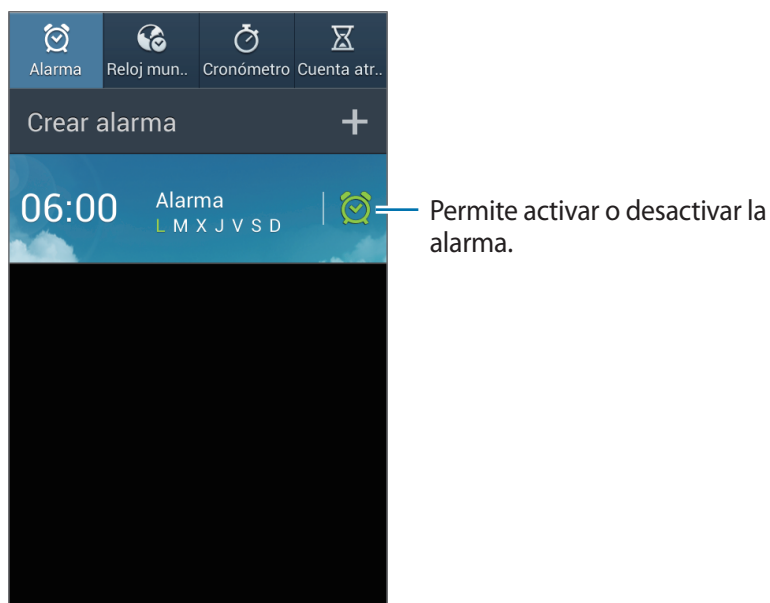 Alarma Reloj mun.. Cronómetro Cuenta atr..
Crear alarma
06:00 Alarma
L M X J V S D
Permite activar o desactivar la
alarma.